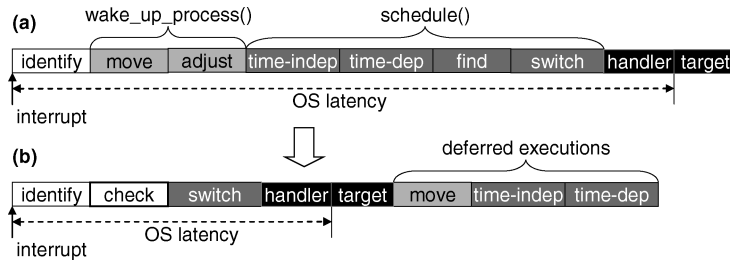 (a) wake_up_process() schedule()
identify move adjust time-indep time-dep find switch handler target
OS latency
interrupt
(b) deferred executions
identify check switch handler target move time-indep time-dep
OS latency
interrupt